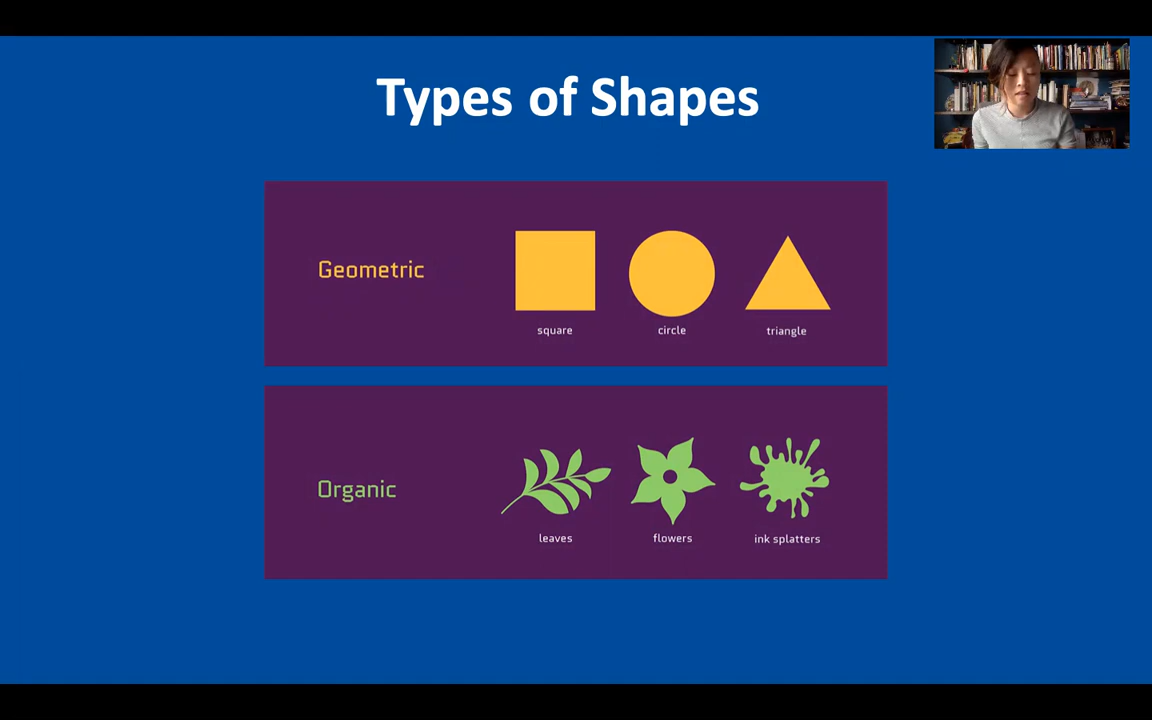 Types of Shapes
Geometric
square
circle
triangle
Organic
leaves
flowers
ink splatters